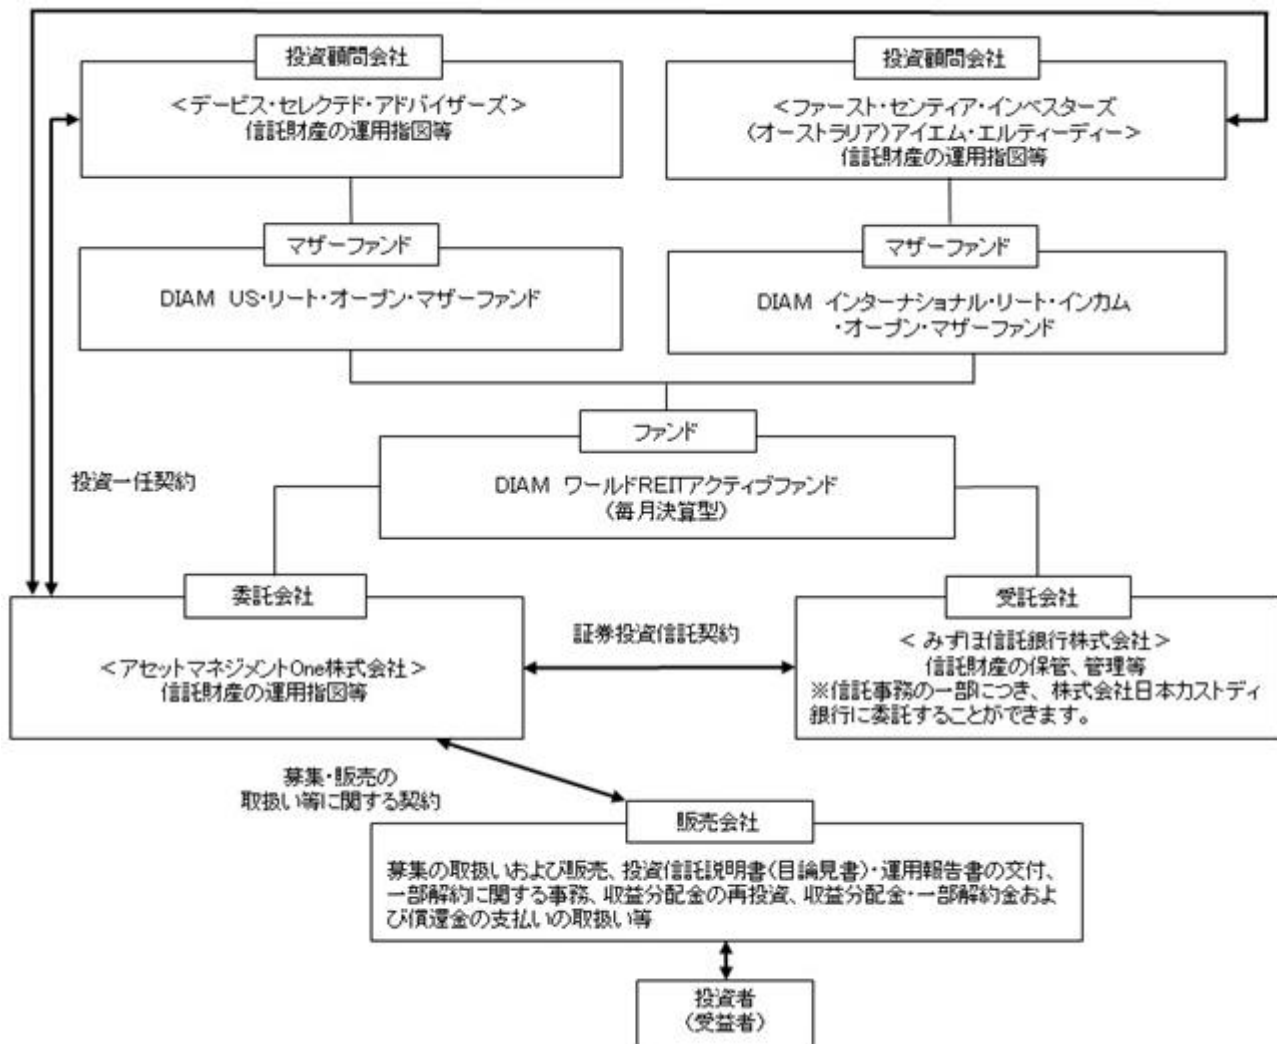 投資顧問会社
<デービス・セレクテド・アドバイザーズ>
信託財産の運用指図等
投資顧問会社
<ファースト・センティア・インベスターズ
(オーストラリア)アイエム・エルティーディー>
信託財産の運用指図等
マザーファンド
DIAM US・リート・オープン・マザーファンド
マザーファンド
DIAM インターナショナル・リート・インカム
・オープン・マザーファンド
ファンド
DIAM ワールドREITアクティブファンド
(毎月決算型)
投資一任契約
委託会社
<アセットマネジメントOne株式会社>
信託財産の運用指図等
証券投資信託契約
受託会社
<みずほ信託銀行株式会社>
信託財産の保管、管理等
※信託事務の一部につき、株式会社日本カストディ
銀行に委託することができます。
募集・販売の
取扱い等に関する契約
販売会社
募集の取扱いおよび販売、投資信託説明書(目論見書)・運用報告書の交付、
一部解約に関する事務、収益分配金の再投資、収益分配金・一部解約金およ
び償還金の支払いの取扱い等
投資者
(受益者)